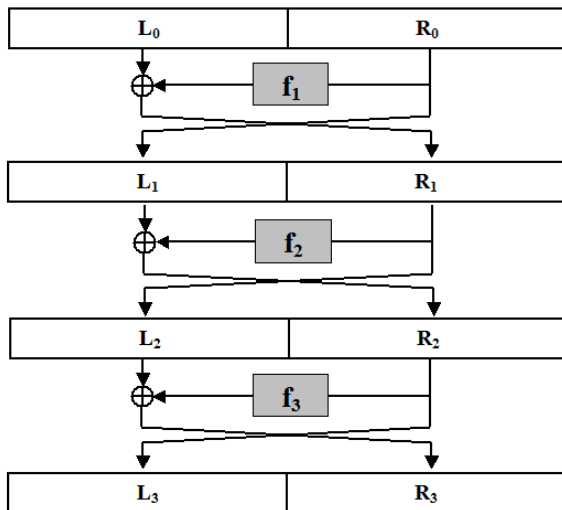 L₀ R₀
f₁
L₁ R₁
f₂
L₂ R₂
f₃
L₃ R₃